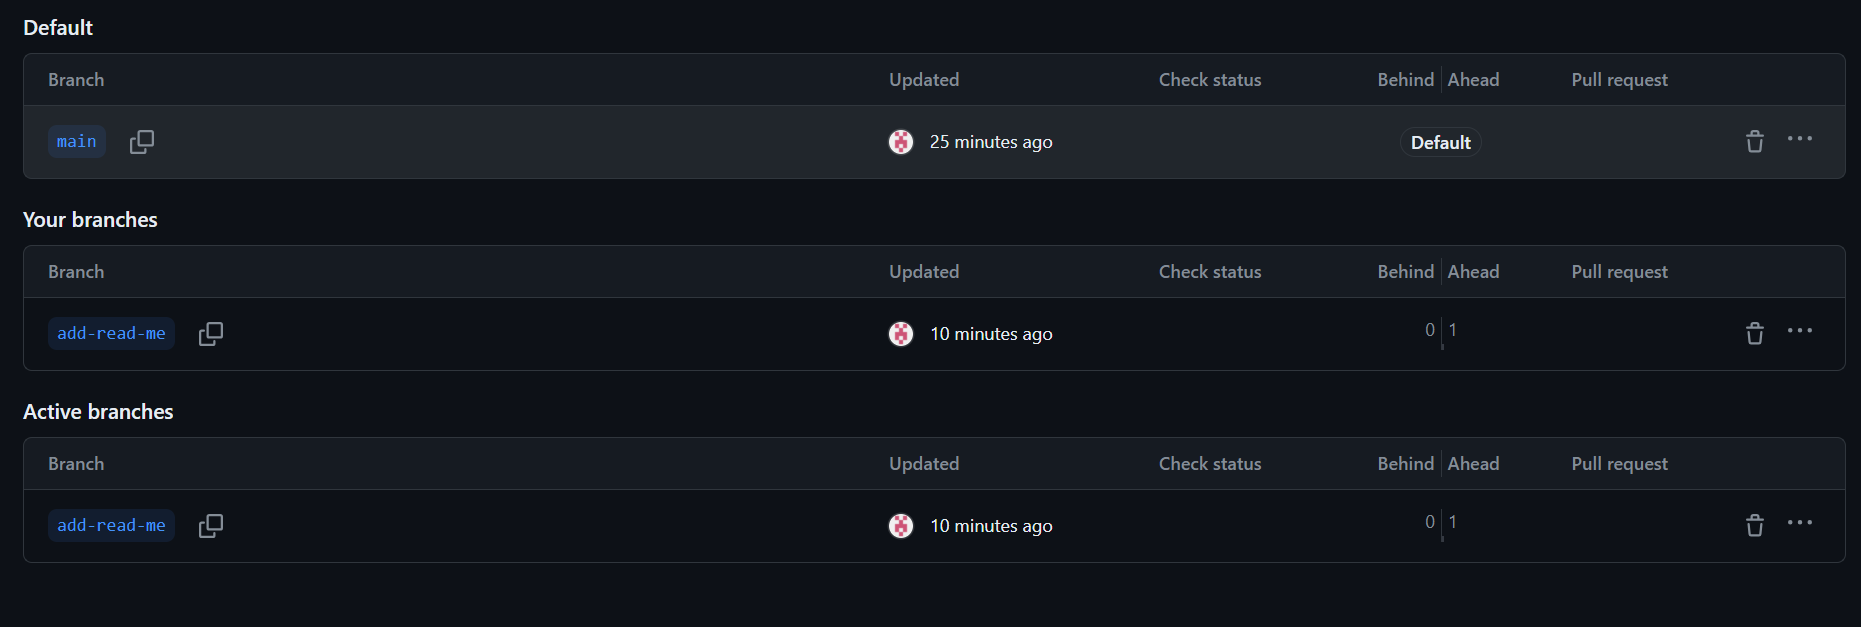 Default
Branch Updated Check status Behind Ahead Pull request
main 25 minutes ago Default
Your branches
Branch Updated Check status Behind Ahead Pull request
add-read-me 10 minutes ago 0 1
Active branches
Branch Updated Check status Behind Ahead Pull request
add-read-me 10 minutes ago 0 1